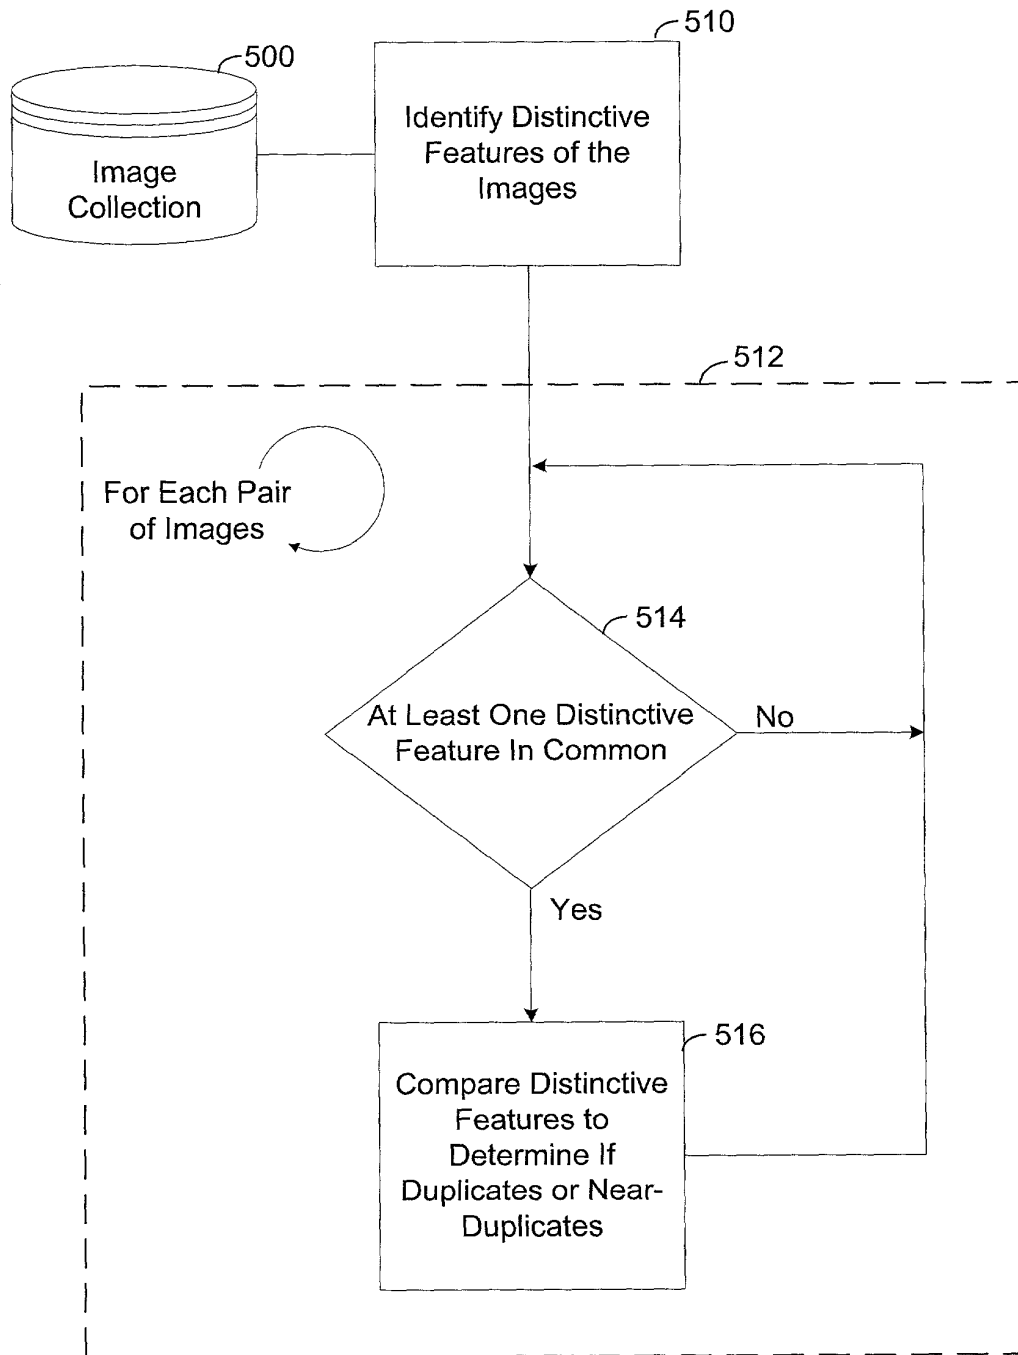 510
500
Identify Distinctive
Features of the
Images
Image
Collection
512
For Each Pair
of Images
514
At Least One Distinctive
Feature In Common
No
Yes
516
Compare Distinctive
Features to
Determine If
Duplicates or Near-
Duplicates